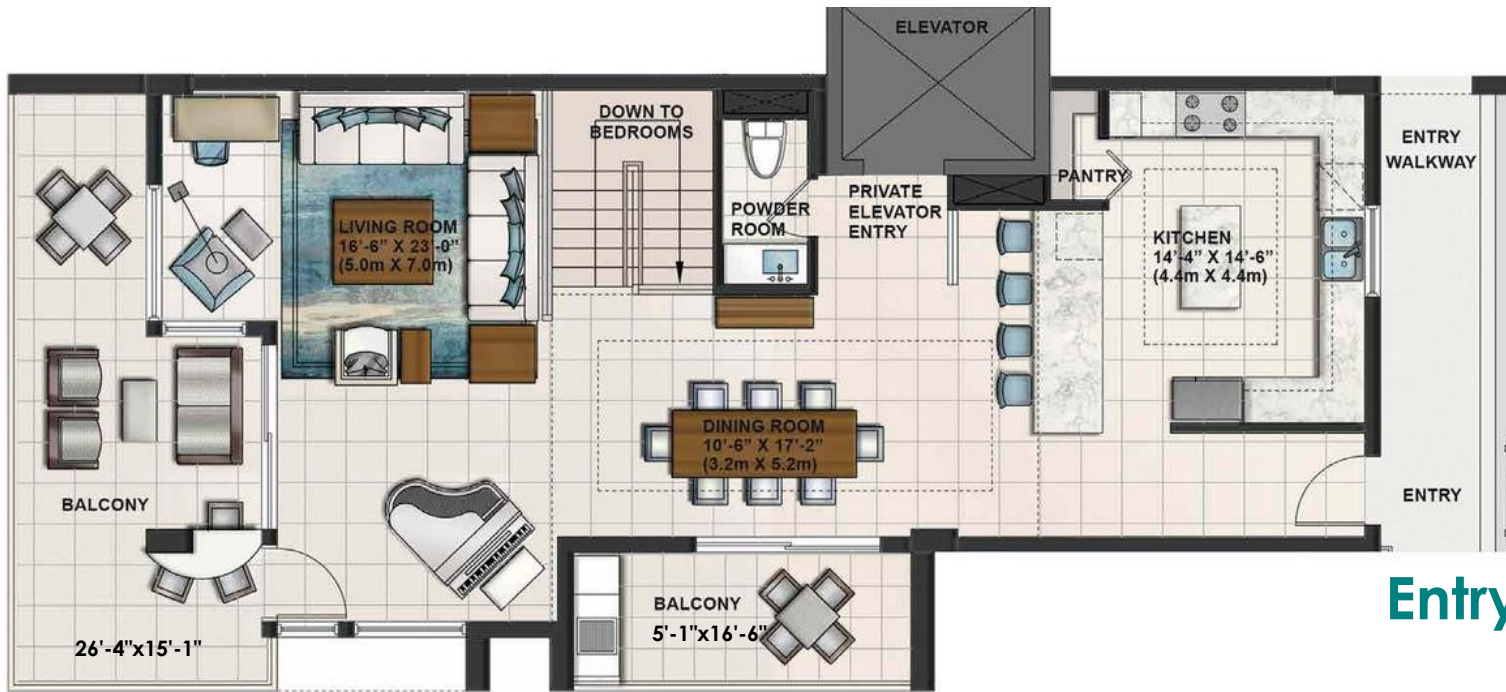 ELEVATOR
DOWN TO
BEDROOMS
ENTRY
WALKWAY
PANTRY
PRIVATE
ELEVATOR
ENTRY
POWDER
ROOM
LIVING ROOM
16'-6" X 23'-0"
(5.0m X 7.0m)
KITCHEN
14'-4" X 14'-6"
(4.4m X 4.4m)
DINING ROOM
10'-6" X 17'-2"
(3.2m X 5.2m)
BALCONY
ENTRY
BALCONY
5'-1"x16'-6"
26'-4"x15'-1"
Entry